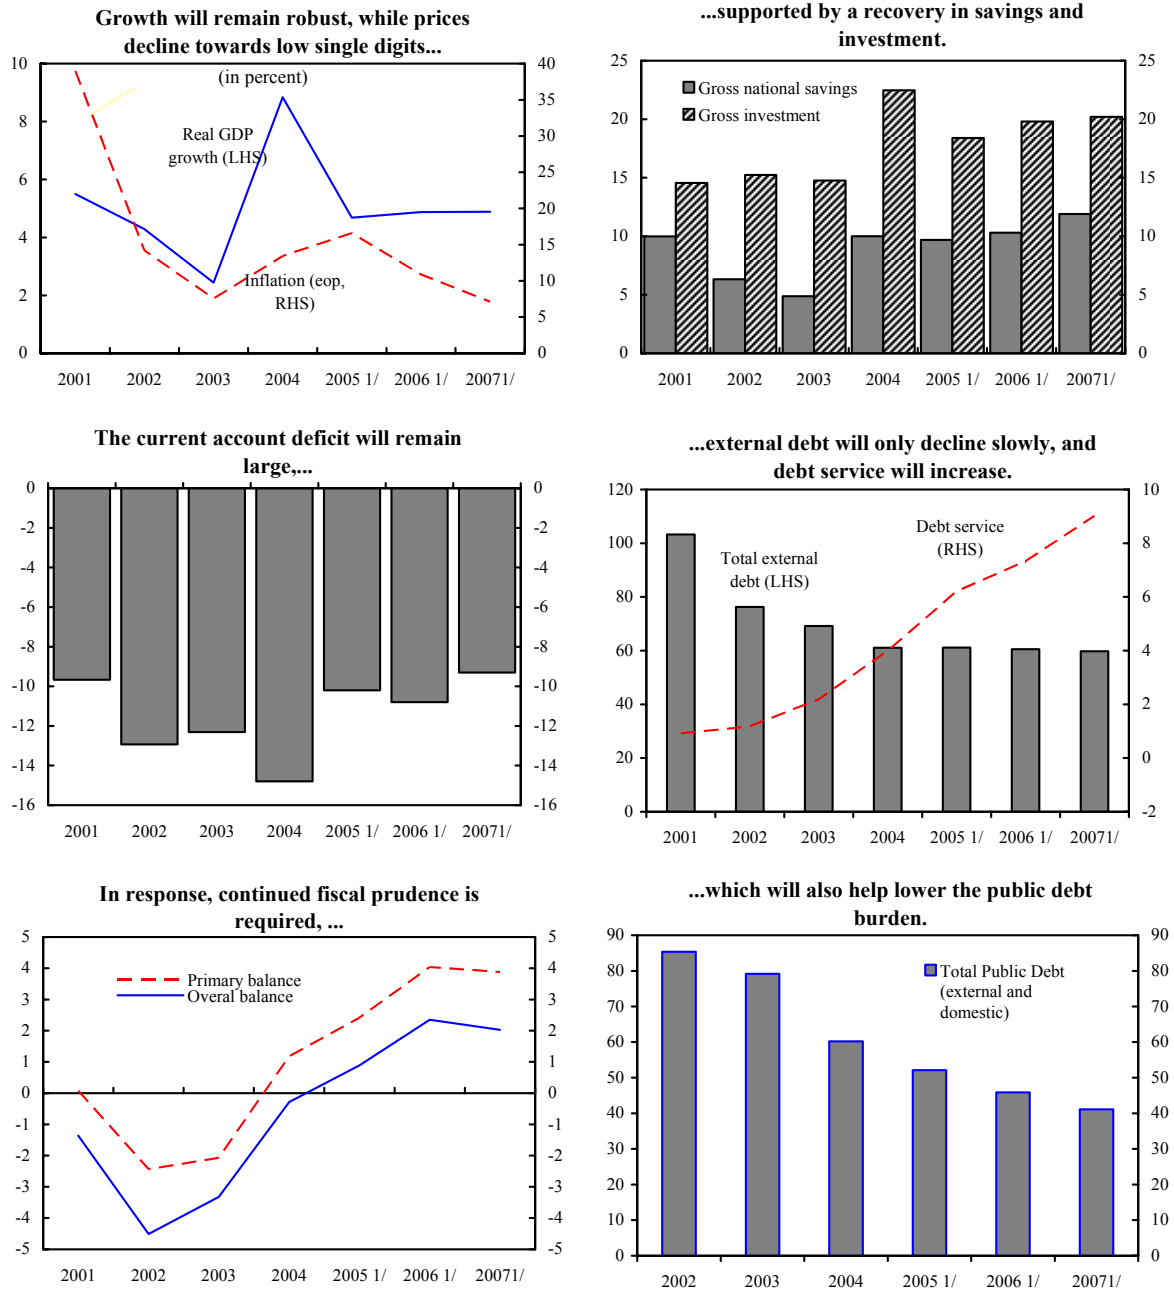 Growth will remain robust, while prices
decline towards low single digits...
(in percent)
10
8
6
4
2
0
40
35
30
25
20
15
10
5
0
Real GDP
growth (LHS)
Inflation (eop,
RHS)
2001 2002 2003 2004 2005 1/ 2006 1/ 20071/
...supported by a recovery in savings and
investment.
25
20
15
10
5
0
25
20
15
10
5
0
Gross national savings
Gross investment
2001 2002 2003 2004 2005 1/ 2006 1/ 20071/
The current account deficit will remain
large,...
0
-2
-4
-6
-8
-10
-12
-14
-16
0
-2
-4
-6
-8
-10
-12
-14
-16
2001 2002 2003 2004 2005 1/ 2006 1/ 20071/
...external debt will only decline slowly, and
debt service will increase.
120
100
80
60
40
20
0
10
8
6
4
2
0
-2
Debt service
(RHS)
Total external
debt (LHS)
2001 2002 2003 2004 2005 1/ 2006 1/ 20071/
In response, continued fiscal prudence is
required, ...
5
4
3
2
1
0
-1
-2
-3
-4
-5
5
4
3
2
1
0
-1
-2
-3
-4
-5
Primary balance
Overal balance
2001 2002 2003 2004 2005 1/ 2006 1/ 20071/
...which will also help lower the public debt
burden.
90
80
70
60
50
40
30
20
10
0
90
80
70
60
50
40
30
20
10
0
Total Public Debt
(external and
domestic)
2002 2003 2004 2005 1/ 2006 1/ 20071/